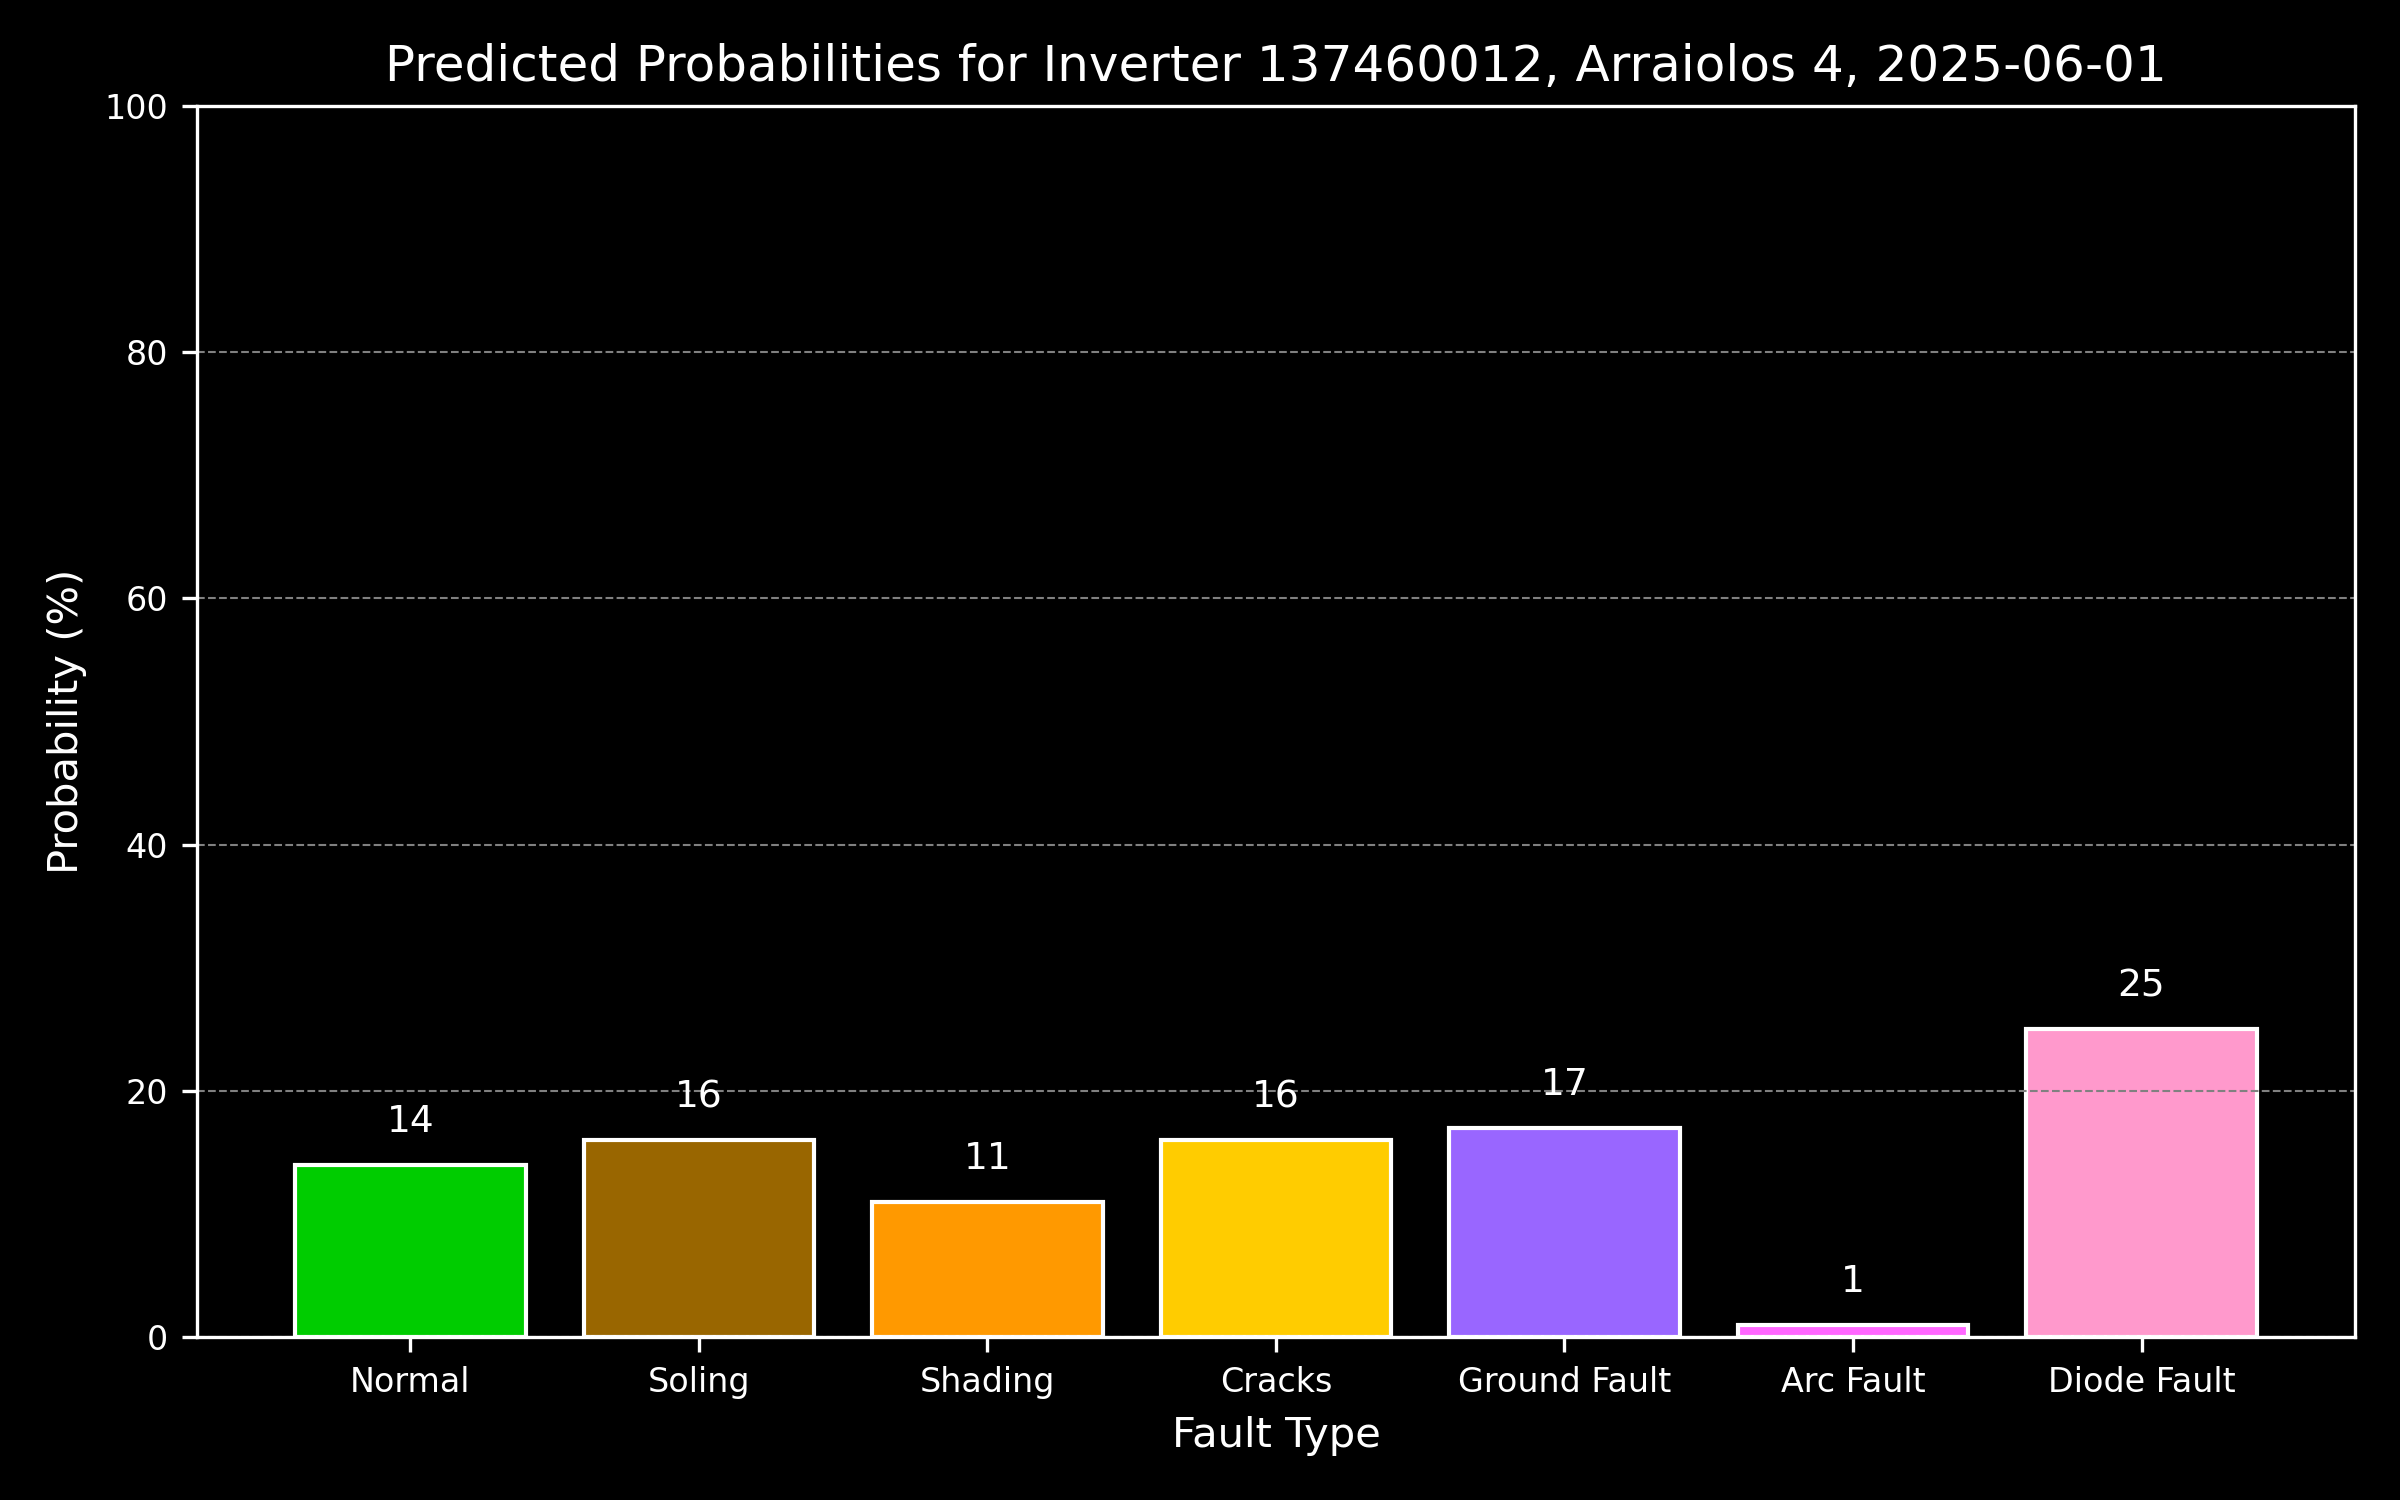 Predicted Probabilities for Inverter 137460012, Arraiolos 4, 2025-06-01
100
80
60
40
20
0
Probability (%)
14
16
11
16
17
1
25
Normal
Soling
Shading
Cracks
Ground Fault
Arc Fault
Diode Fault
Fault Type